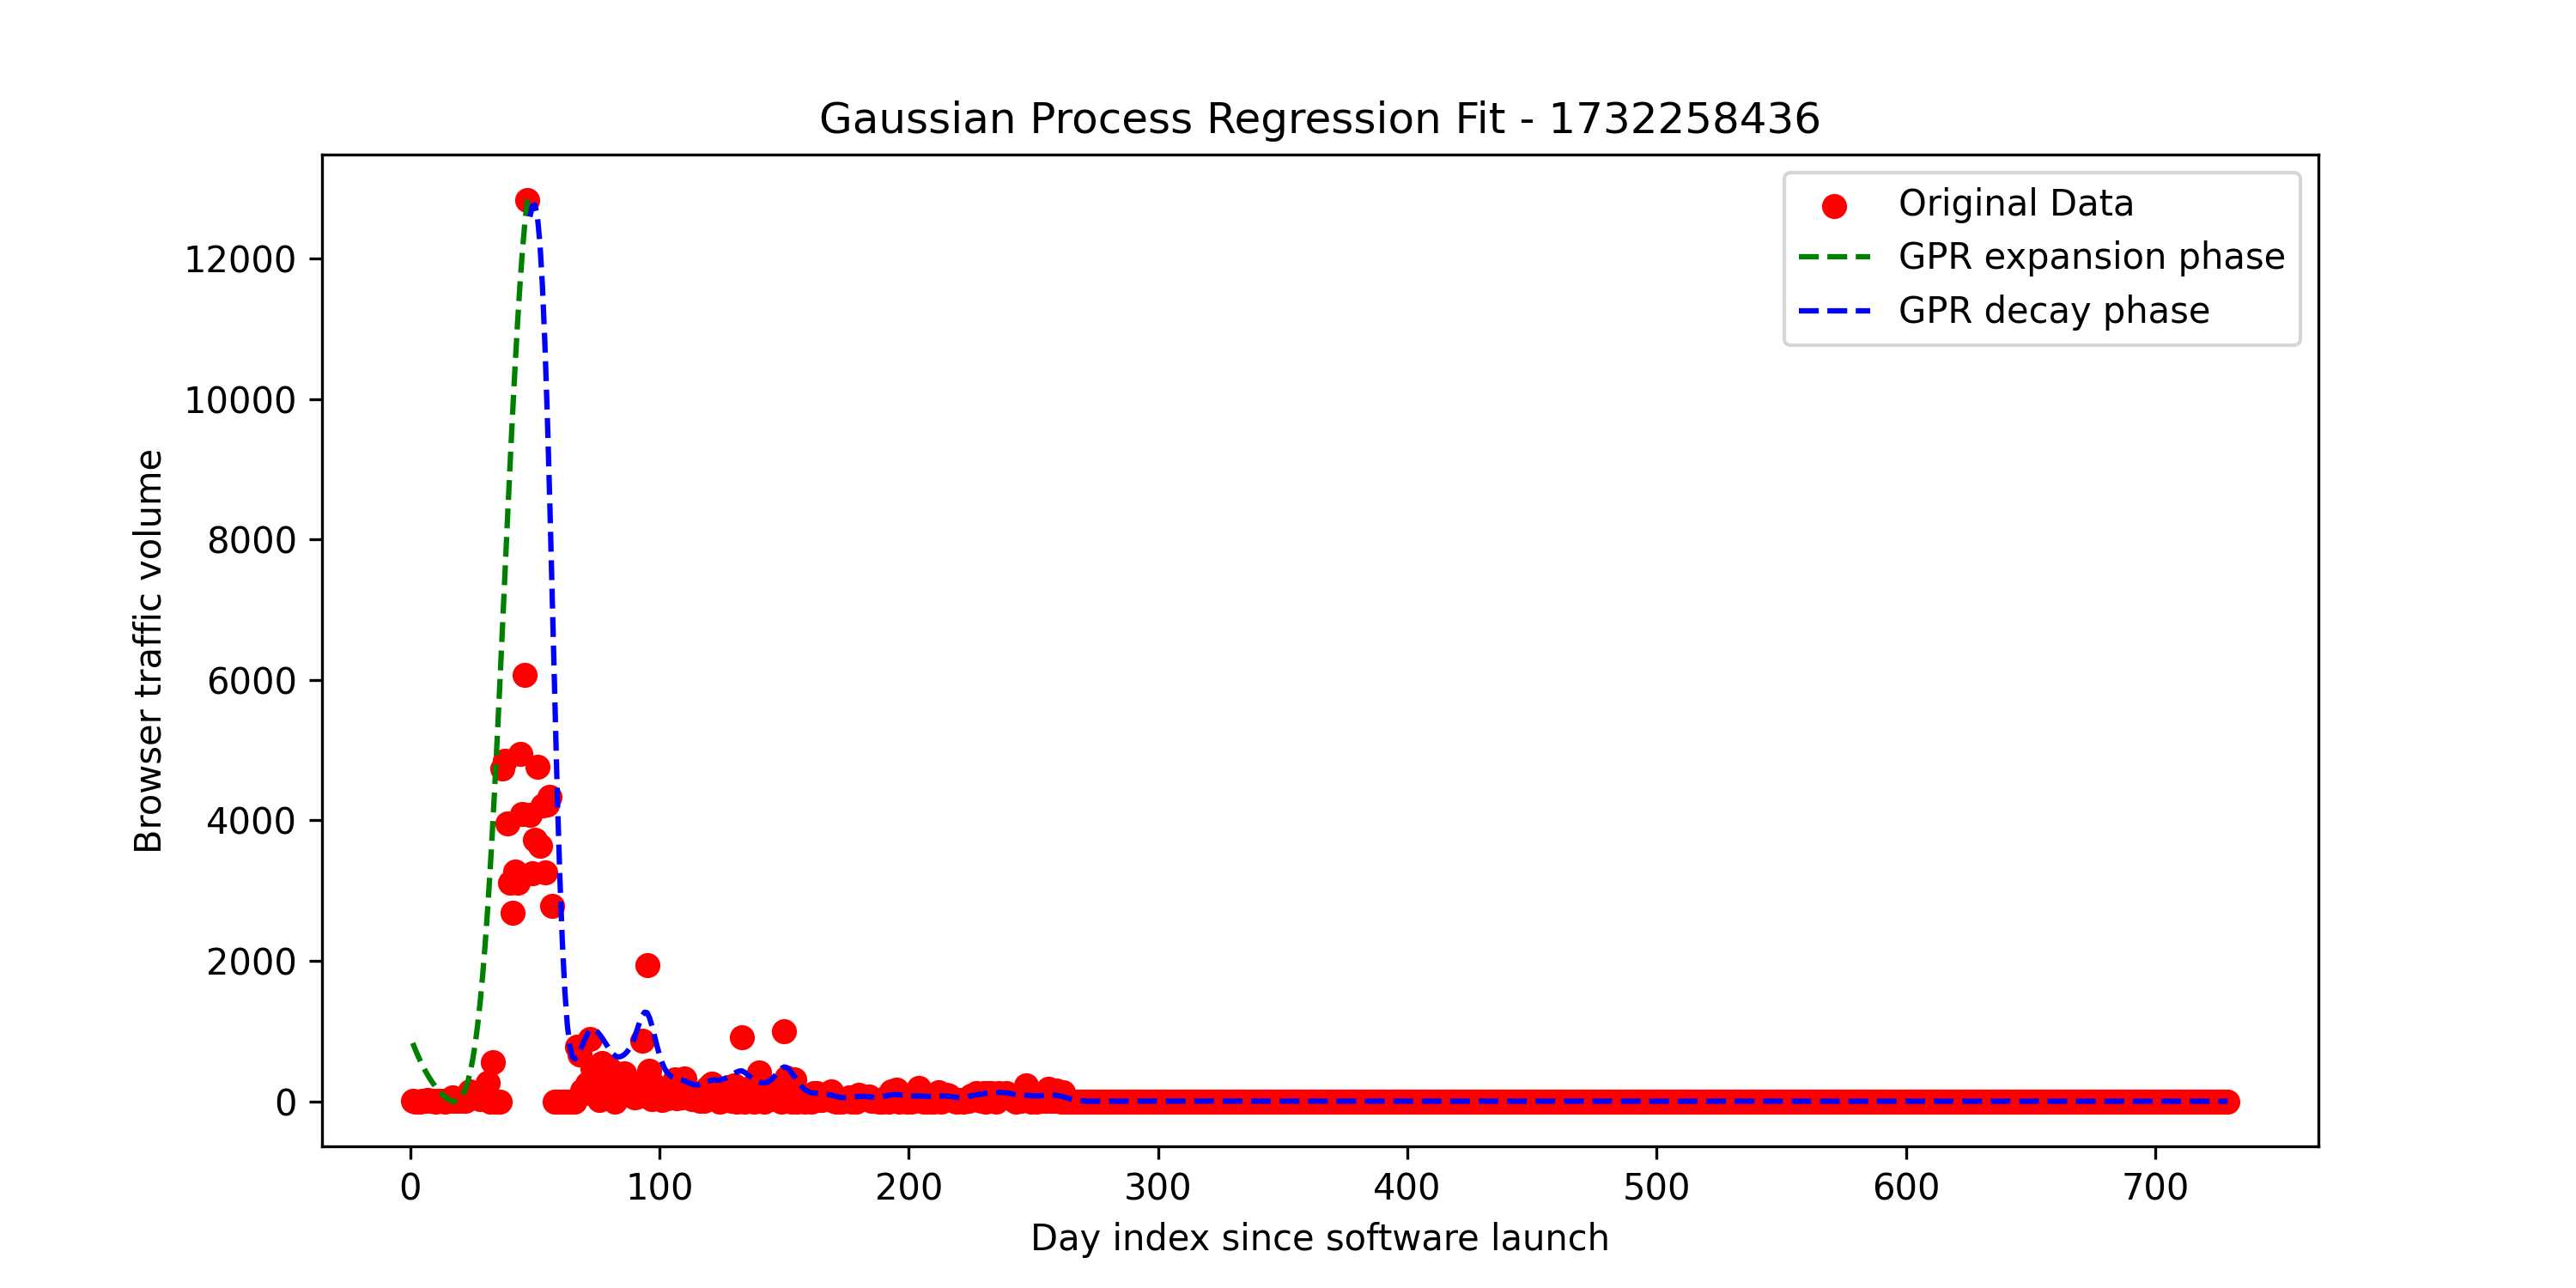 Gaussian Process Regression Fit - 1732258436
Original Data
GPR expansion phase
GPR decay phase
Browser traffic volume
12000
10000
8000
6000
4000
2000
0
0 100 200 300 400 500 600 700
Day index since software launch